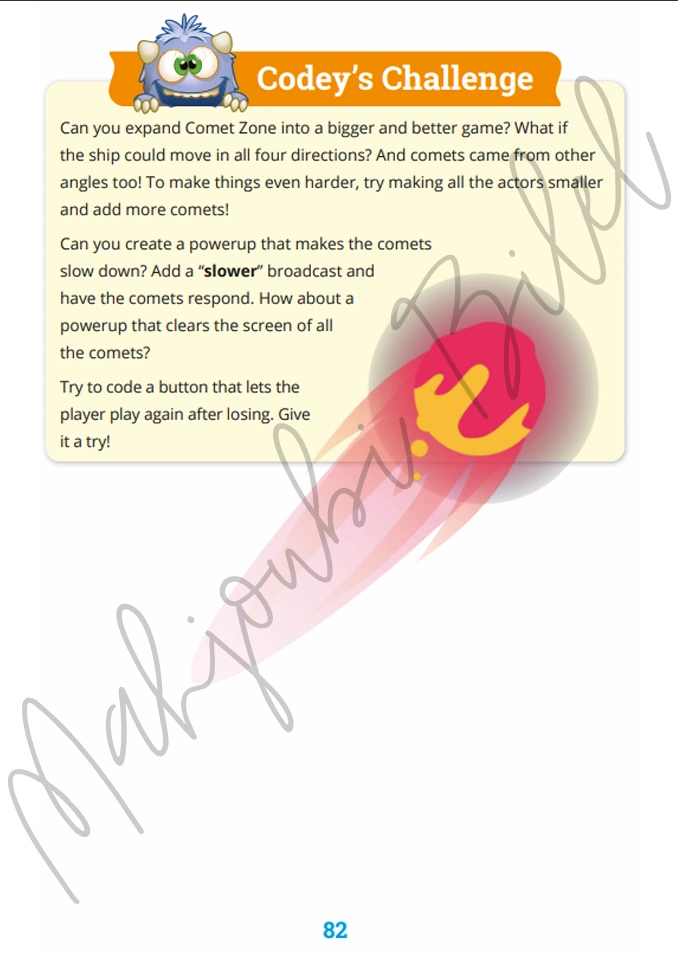 Codey's Challenge
Can you expand Comet Zone into a bigger and better game? What if
the ship could move in all four directions? And comets came from other
angles too! To make things even harder, try making all the actors smaller
and add more comets!
Can you create a powerup that makes the comets
slow down? Add a “slower” broadcast and
have the comets respond. How about a
powerup that clears the screen of all
the comets?
Try to code a button that lets the
player play again after losing. Give
it a try!
Mahjoubi Bilel
82